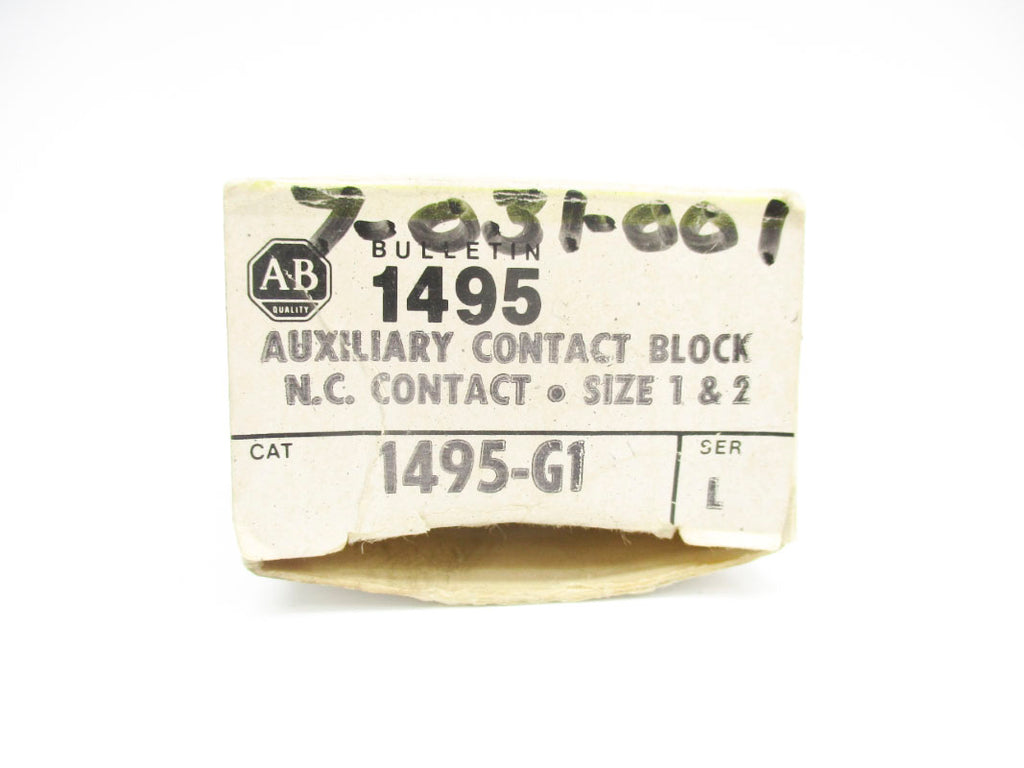 7-031-001
BULLETIN
1495
A-B
QUALITY
AUXILIARY CONTACT BLOCK
N.C. CONTACT • SIZE 1 & 2
CAT 1495-G1 SER
L